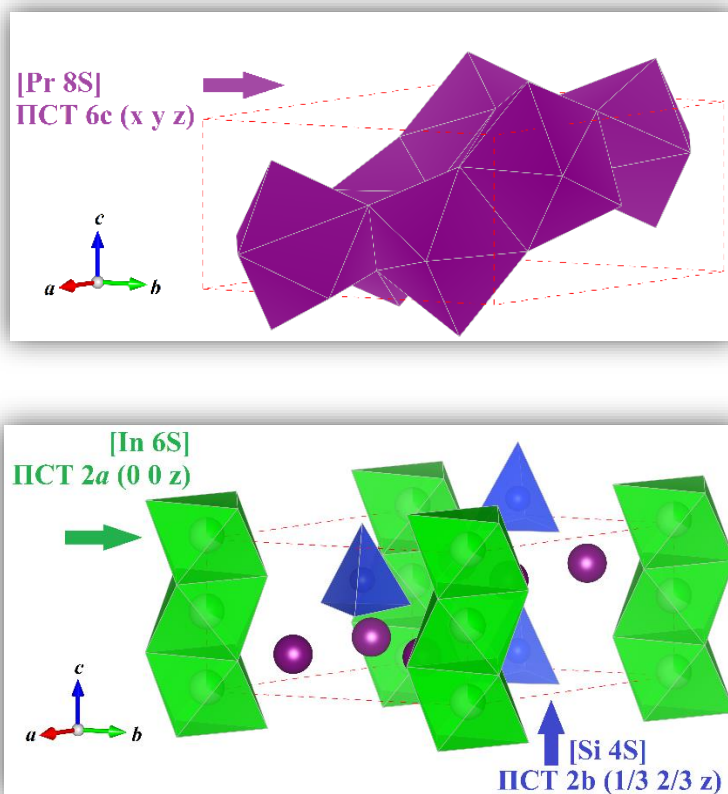 [Pr 8S]
ПСТ 6c (x y z)
c
a
b
[In 6S]
ПСТ 2a (0 0 z)
c
a
b
[Si 4S]
ПСТ 2b (1/3 2/3 z)